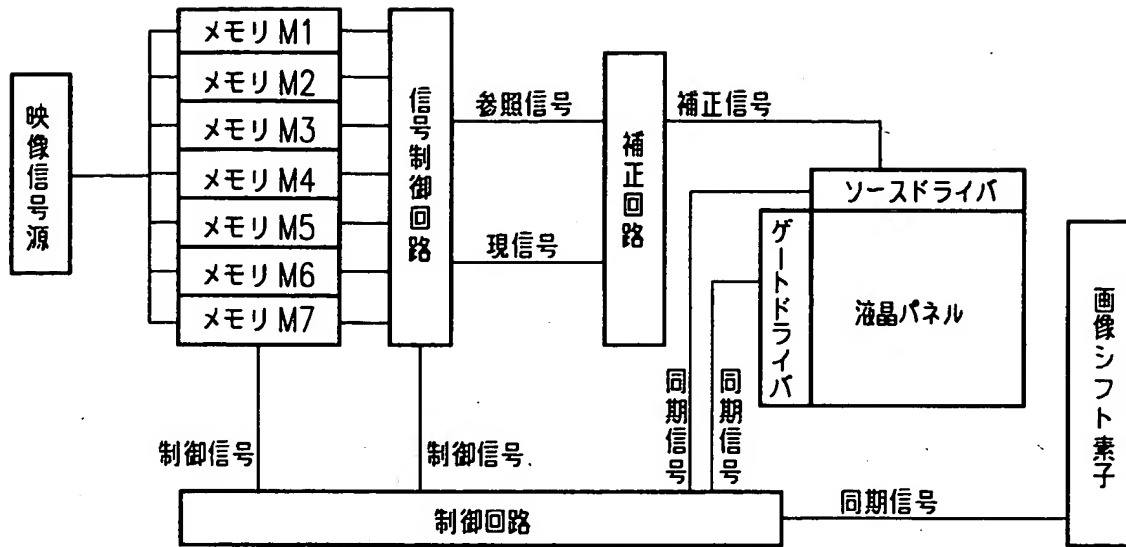 映像信号源
メモリ M1
メモリ M2
メモリ M3
メモリ M4
メモリ M5
メモリ M6
メモリ M7
信号制御回路
参照信号
現信号
補正回路
補正信号
ソースドライバ
ゲートドライバ
液晶パネル
画像シフト素子
制御信号
制御信号
同期信号
同期信号
同期信号
制御回路